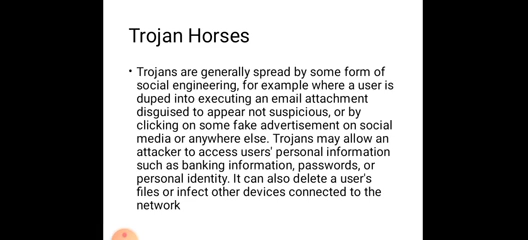 Trojan Horses
• Trojans are generally spread by some form of
social engineering, for example where a user is
duped into executing an email attachment
disguised to appear not suspicious, or by
clicking on some fake advertisement on social
media or anywhere else. Trojans may allow an
attacker to access users' personal information
such as banking information, passwords, or
personal identity. It can also delete a user's
files or infect other devices connected to the
network